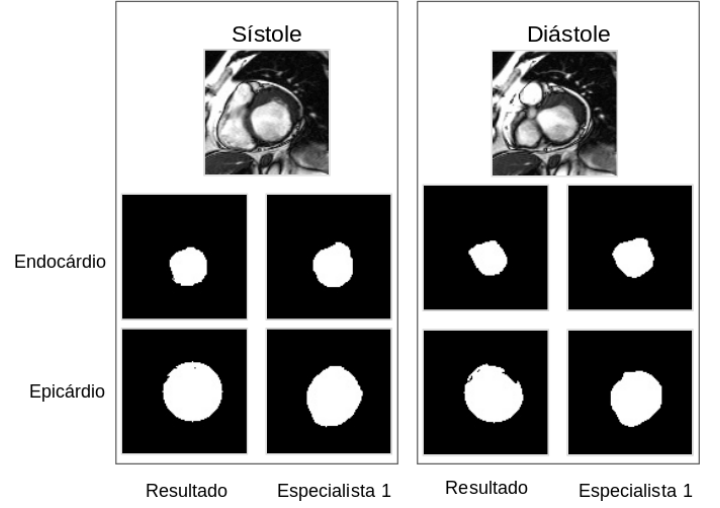 Sístole
Diástole
Endocárdio
Epicárdio
Resultado
Especialista 1
Resultado
Especialista 1